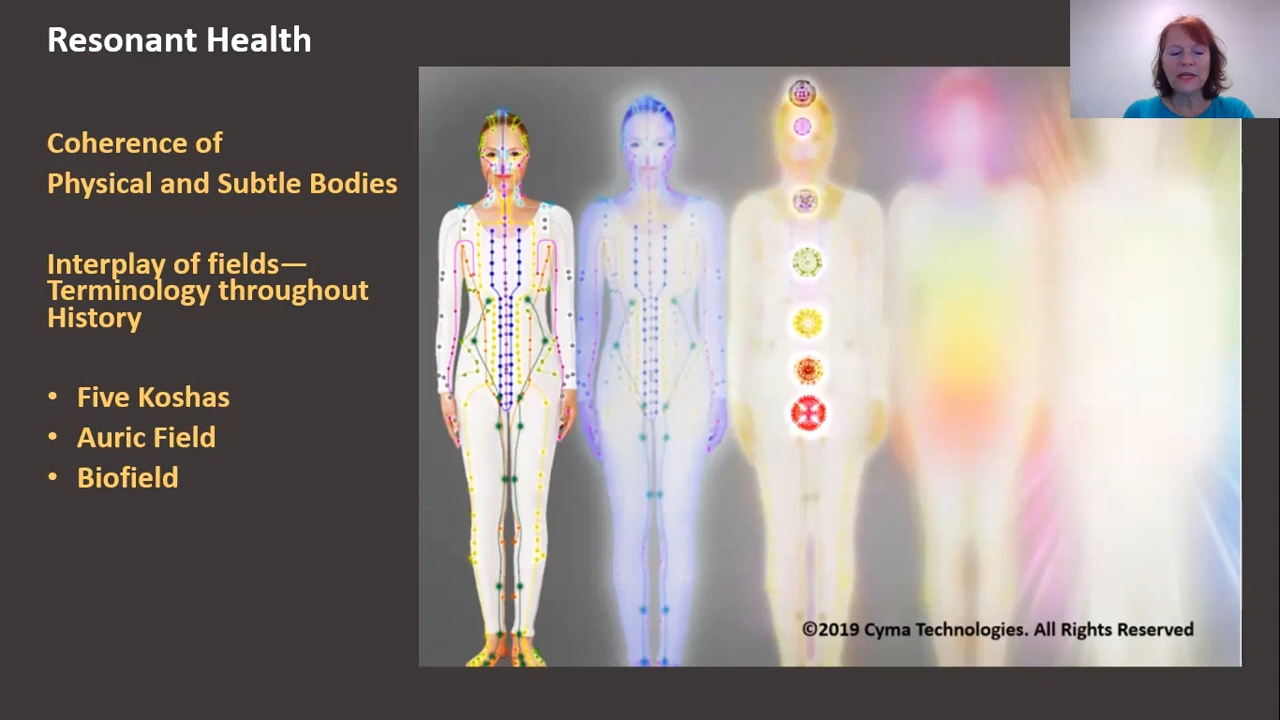 Resonant Health
Coherence of
Physical and Subtle Bodies
Interplay of fields—
Terminology throughout
History
• Five Koshas
• Auric Field
• Biofield
©2019 Cyma Technologies. All Rights Reserved